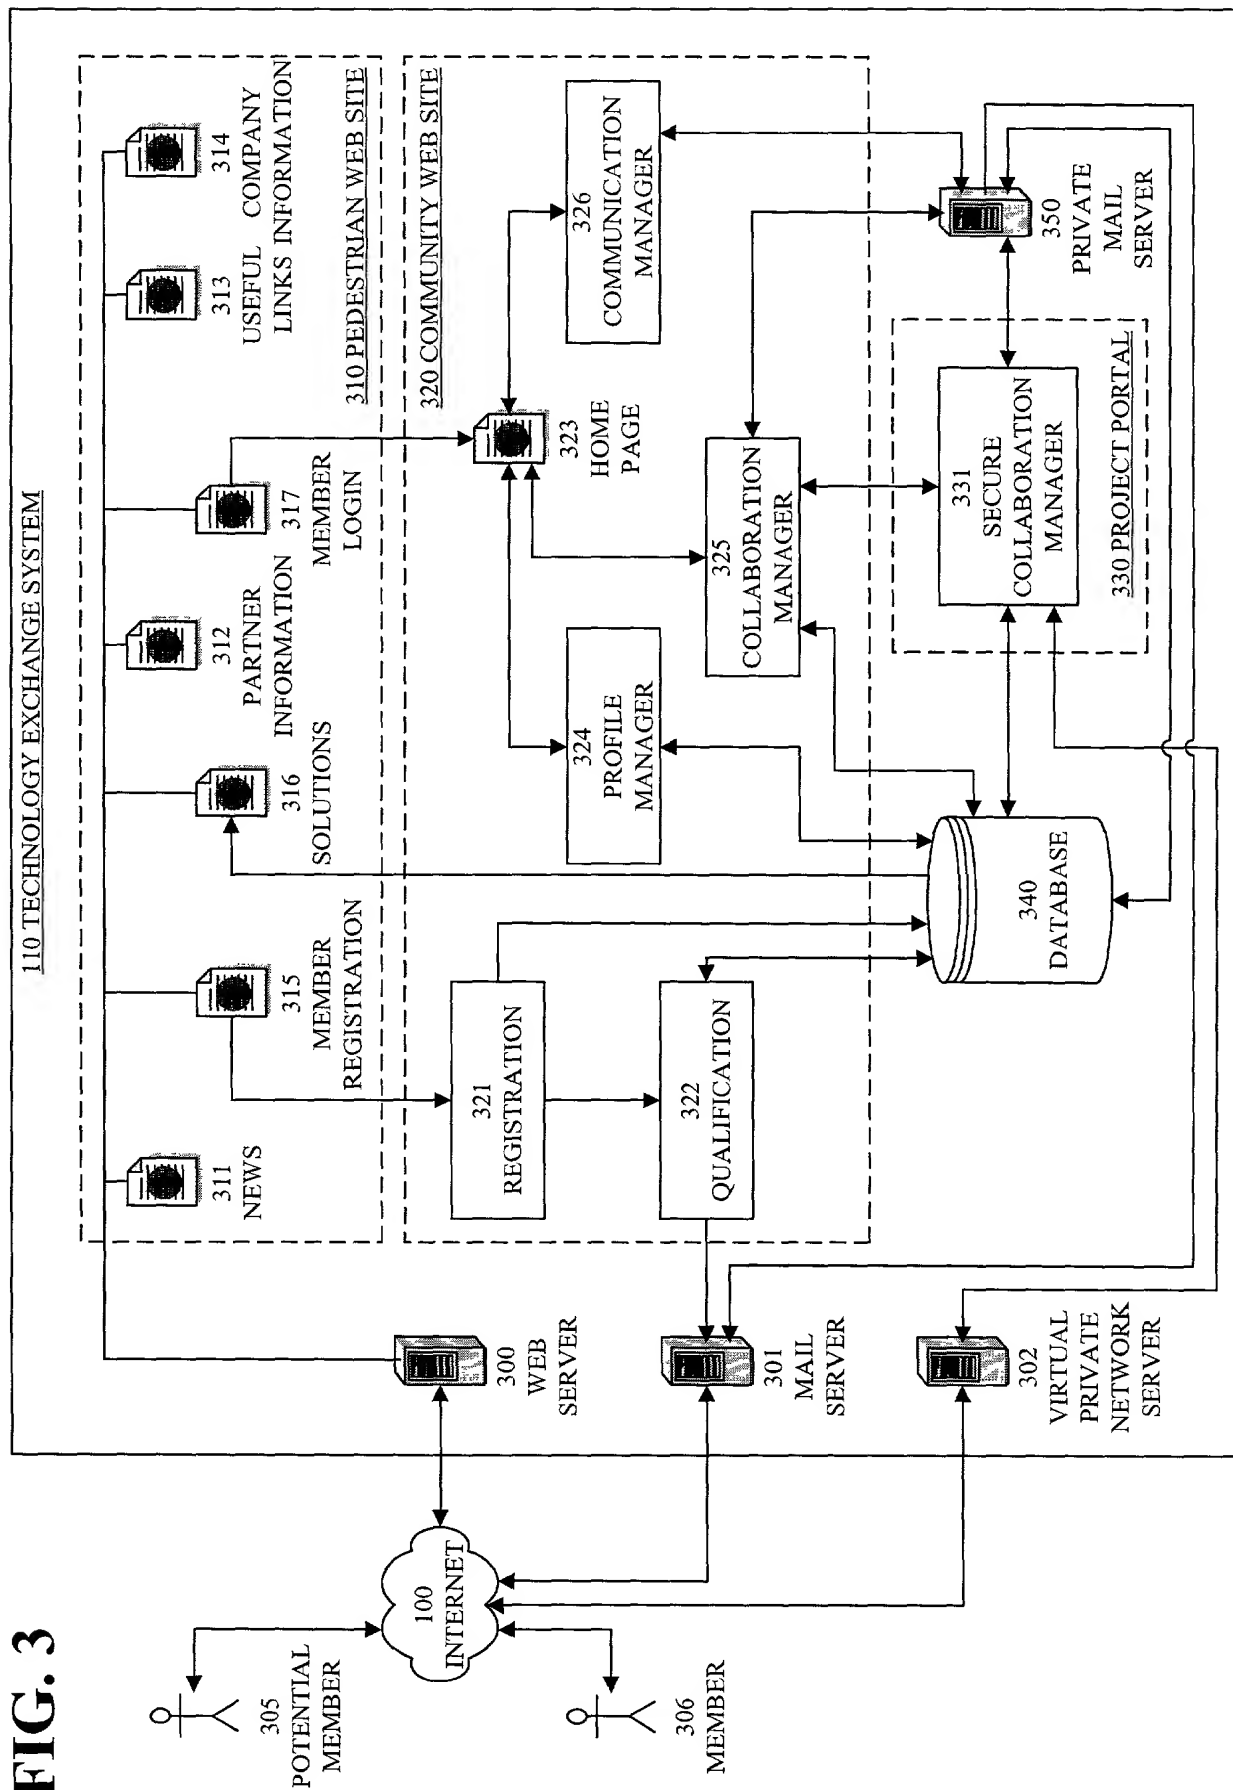 FIG. 3
110 TECHNOLOGY EXCHANGE SYSTEM
305
POTENTIAL
MEMBER
306
MEMBER
100
INTERNET
300
WEB
SERVER
301
MAIL
SERVER
302
VIRTUAL
PRIVATE
NETWORK
SERVER
311
NEWS
315
MEMBER
REGISTRATION
316
SOLUTIONS
312
PARTNER
INFORMATION
317
MEMBER
LOGIN
313
USEFUL
LINKS
314
COMPANY
INFORMATION
310 PEDESTRIAN WEB SITE
320 COMMUNITY WEB SITE
321
REGISTRATION
322
QUALIFICATION
323
HOME
PAGE
324
PROFILE
MANAGER
325
COLLABORATION
MANAGER
326
COMMUNICATION
MANAGER
340
DATABASE
331
SECURE
COLLABORATION
MANAGER
330 PROJECT PORTAL
350
PRIVATE
MAIL
SERVER